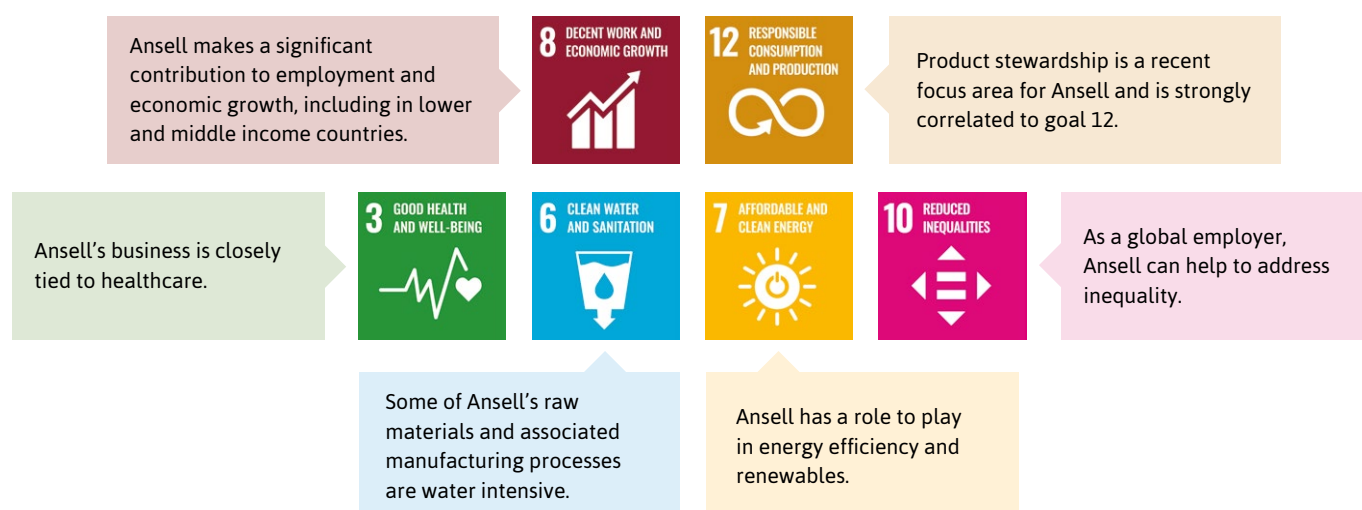 Ansell makes a significant
contribution to employment and
economic growth, including in lower
and middle income countries.
8 DECENT WORK AND
ECONOMIC GROWTH
12 RESPONSIBLE
CONSUMPTION
AND PRODUCTION
Product stewardship is a recent
focus area for Ansell and is strongly
correlated to goal 12.
Ansell’s business is closely
tied to healthcare.
3 GOOD HEALTH
AND WELL-BEING
6 CLEAN WATER
AND SANITATION
7 AFFORDABLE AND
CLEAN ENERGY
10 REDUCED
INEQUALITIES
As a global employer,
Ansell can help to address
inequality.
Some of Ansell’s raw
materials and associated
manufacturing processes
are water intensive.
Ansell has a role to play
in energy efficiency and
renewables.